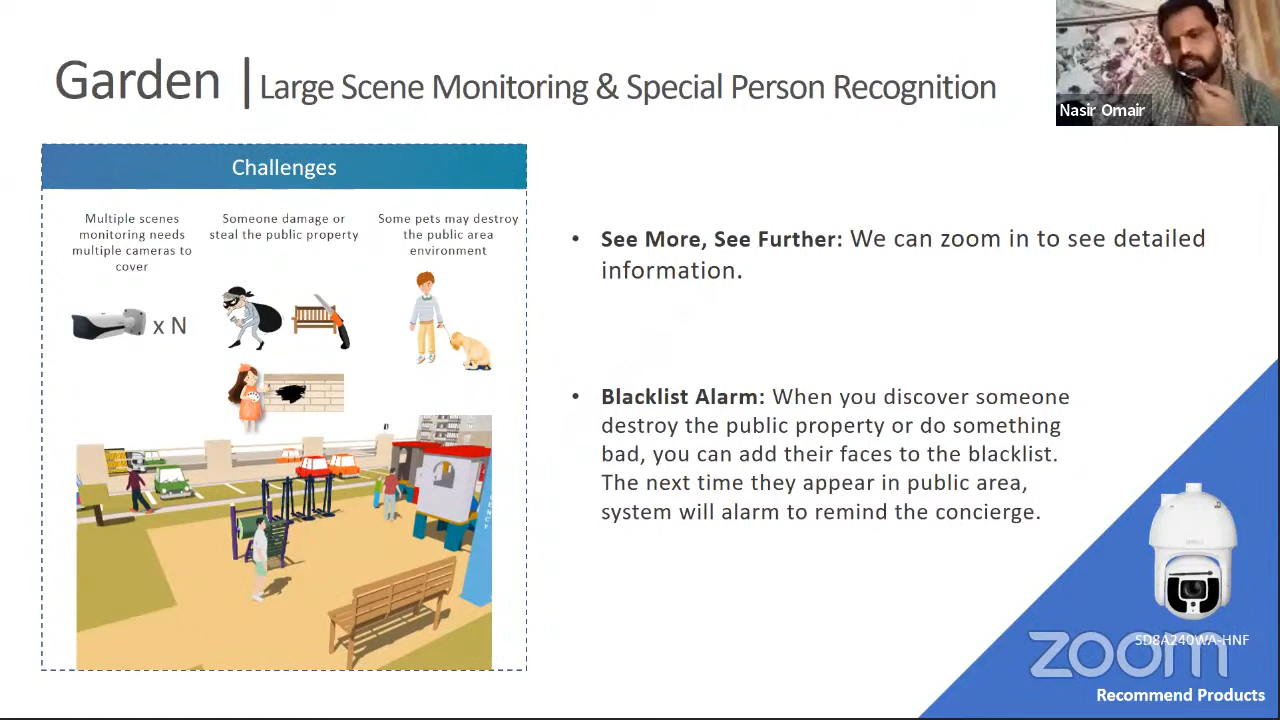 Garden | Large Scene Monitoring & Special Person Recognition
Nasir Omair
Challenges
Multiple scenes
monitoring needs
multiple cameras to
cover
Someone damage or
steal the public property
Some pets may destroy
the public area
environment
x N
• See More, See Further: We can zoom in to see detailed
information.
• Blacklist Alarm: When you discover someone
destroy the public property or do something
bad, you can add their faces to the blacklist.
The next time they appear in public area,
system will alarm to remind the concierge.
SD8A240WA-HNF
zoom
Recommend Products